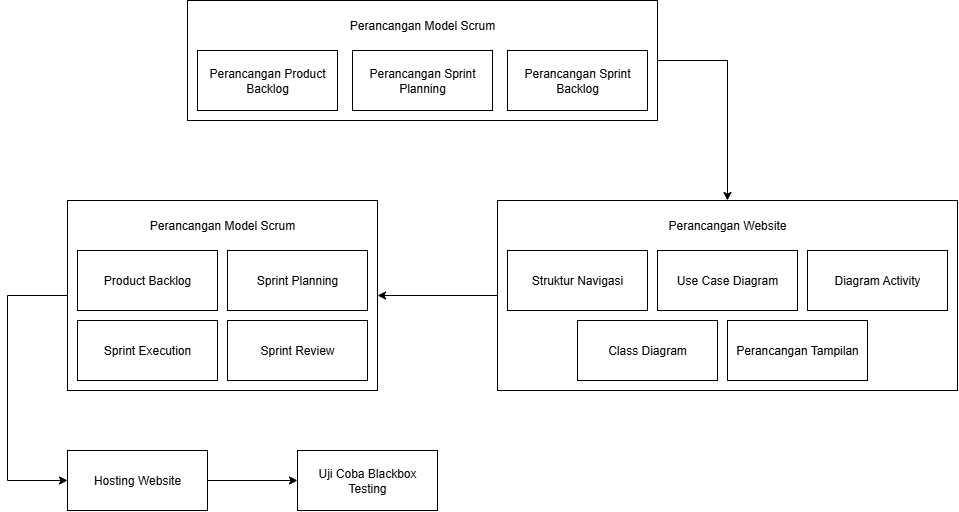 Perancangan Model Scrum
Perancangan Product
Backlog
Perancangan Sprint
Planning
Perancangan Sprint
Backlog
Perancangan Model Scrum
Product Backlog
Sprint Planning
Sprint Execution
Sprint Review
Perancangan Website
Struktur Navigasi
Use Case Diagram
Diagram Activity
Class Diagram
Perancangan Tampilan
Hosting Website
Uji Coba Blackbox
Testing